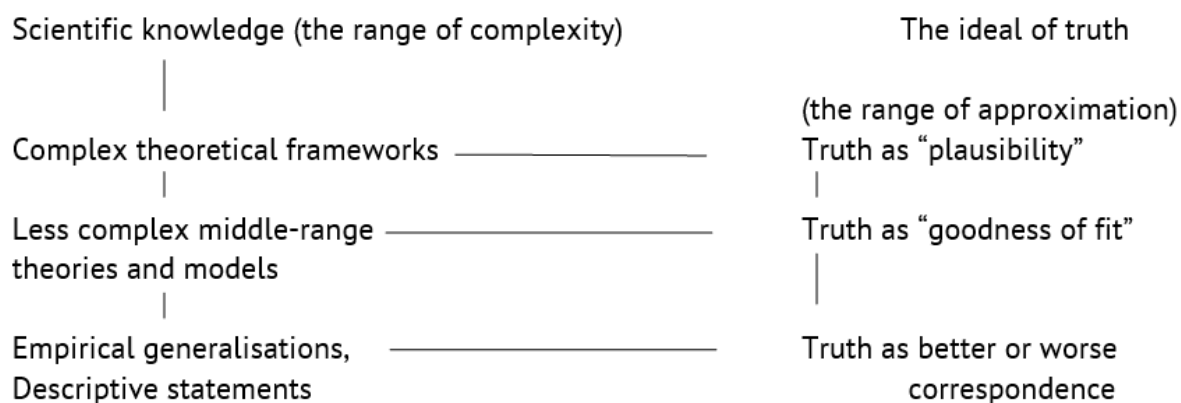 Scientific knowledge (the range of complexity) The ideal of truth
(the range of approximation)
Complex theoretical frameworks Truth as “plausibility”
Less complex middle-range Truth as “goodness of fit”
theories and models
Empirical generalisations, Truth as better or worse
Descriptive statements correspondence